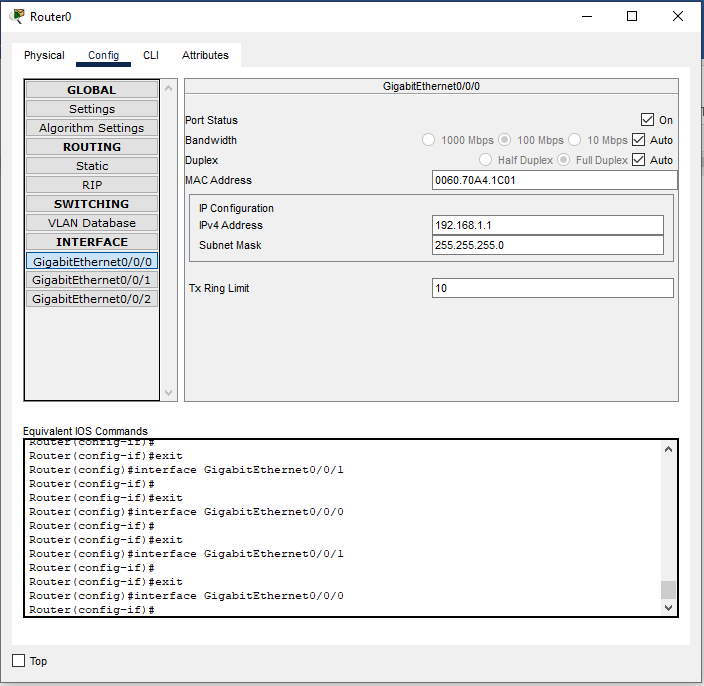 Router0
Physical Config CLI Attributes
GLOBAL
Settings
Algorithm Settings
ROUTING
Static
RIP
SWITCHING
VLAN Database
INTERFACE
GigabitEthernet0/0/0
GigabitEthernet0/0/1
GigabitEthernet0/0/2
GigabitEthernet0/0/0
Port Status On
Bandwidth 1000 Mbps 100 Mbps 10 Mbps Auto
Duplex Half Duplex Full Duplex Auto
MAC Address 0060.70A4.1C01
IP Configuration
IPv4 Address 192.168.1.1
Subnet Mask 255.255.255.0
Tx Ring Limit 10
Equivalent IOS Commands
Router(config-if)#
Router(config-if)#exit
Router(config)#interface GigabitEthernet0/0/1
Router(config-if)#
Router(config-if)#exit
Router(config)#interface GigabitEthernet0/0/0
Router(config-if)#
Router(config-if)#exit
Router(config)#interface GigabitEthernet0/0/1
Router(config-if)#
Router(config-if)#exit
Router(config)#interface GigabitEthernet0/0/0
Router(config-if)#
Top